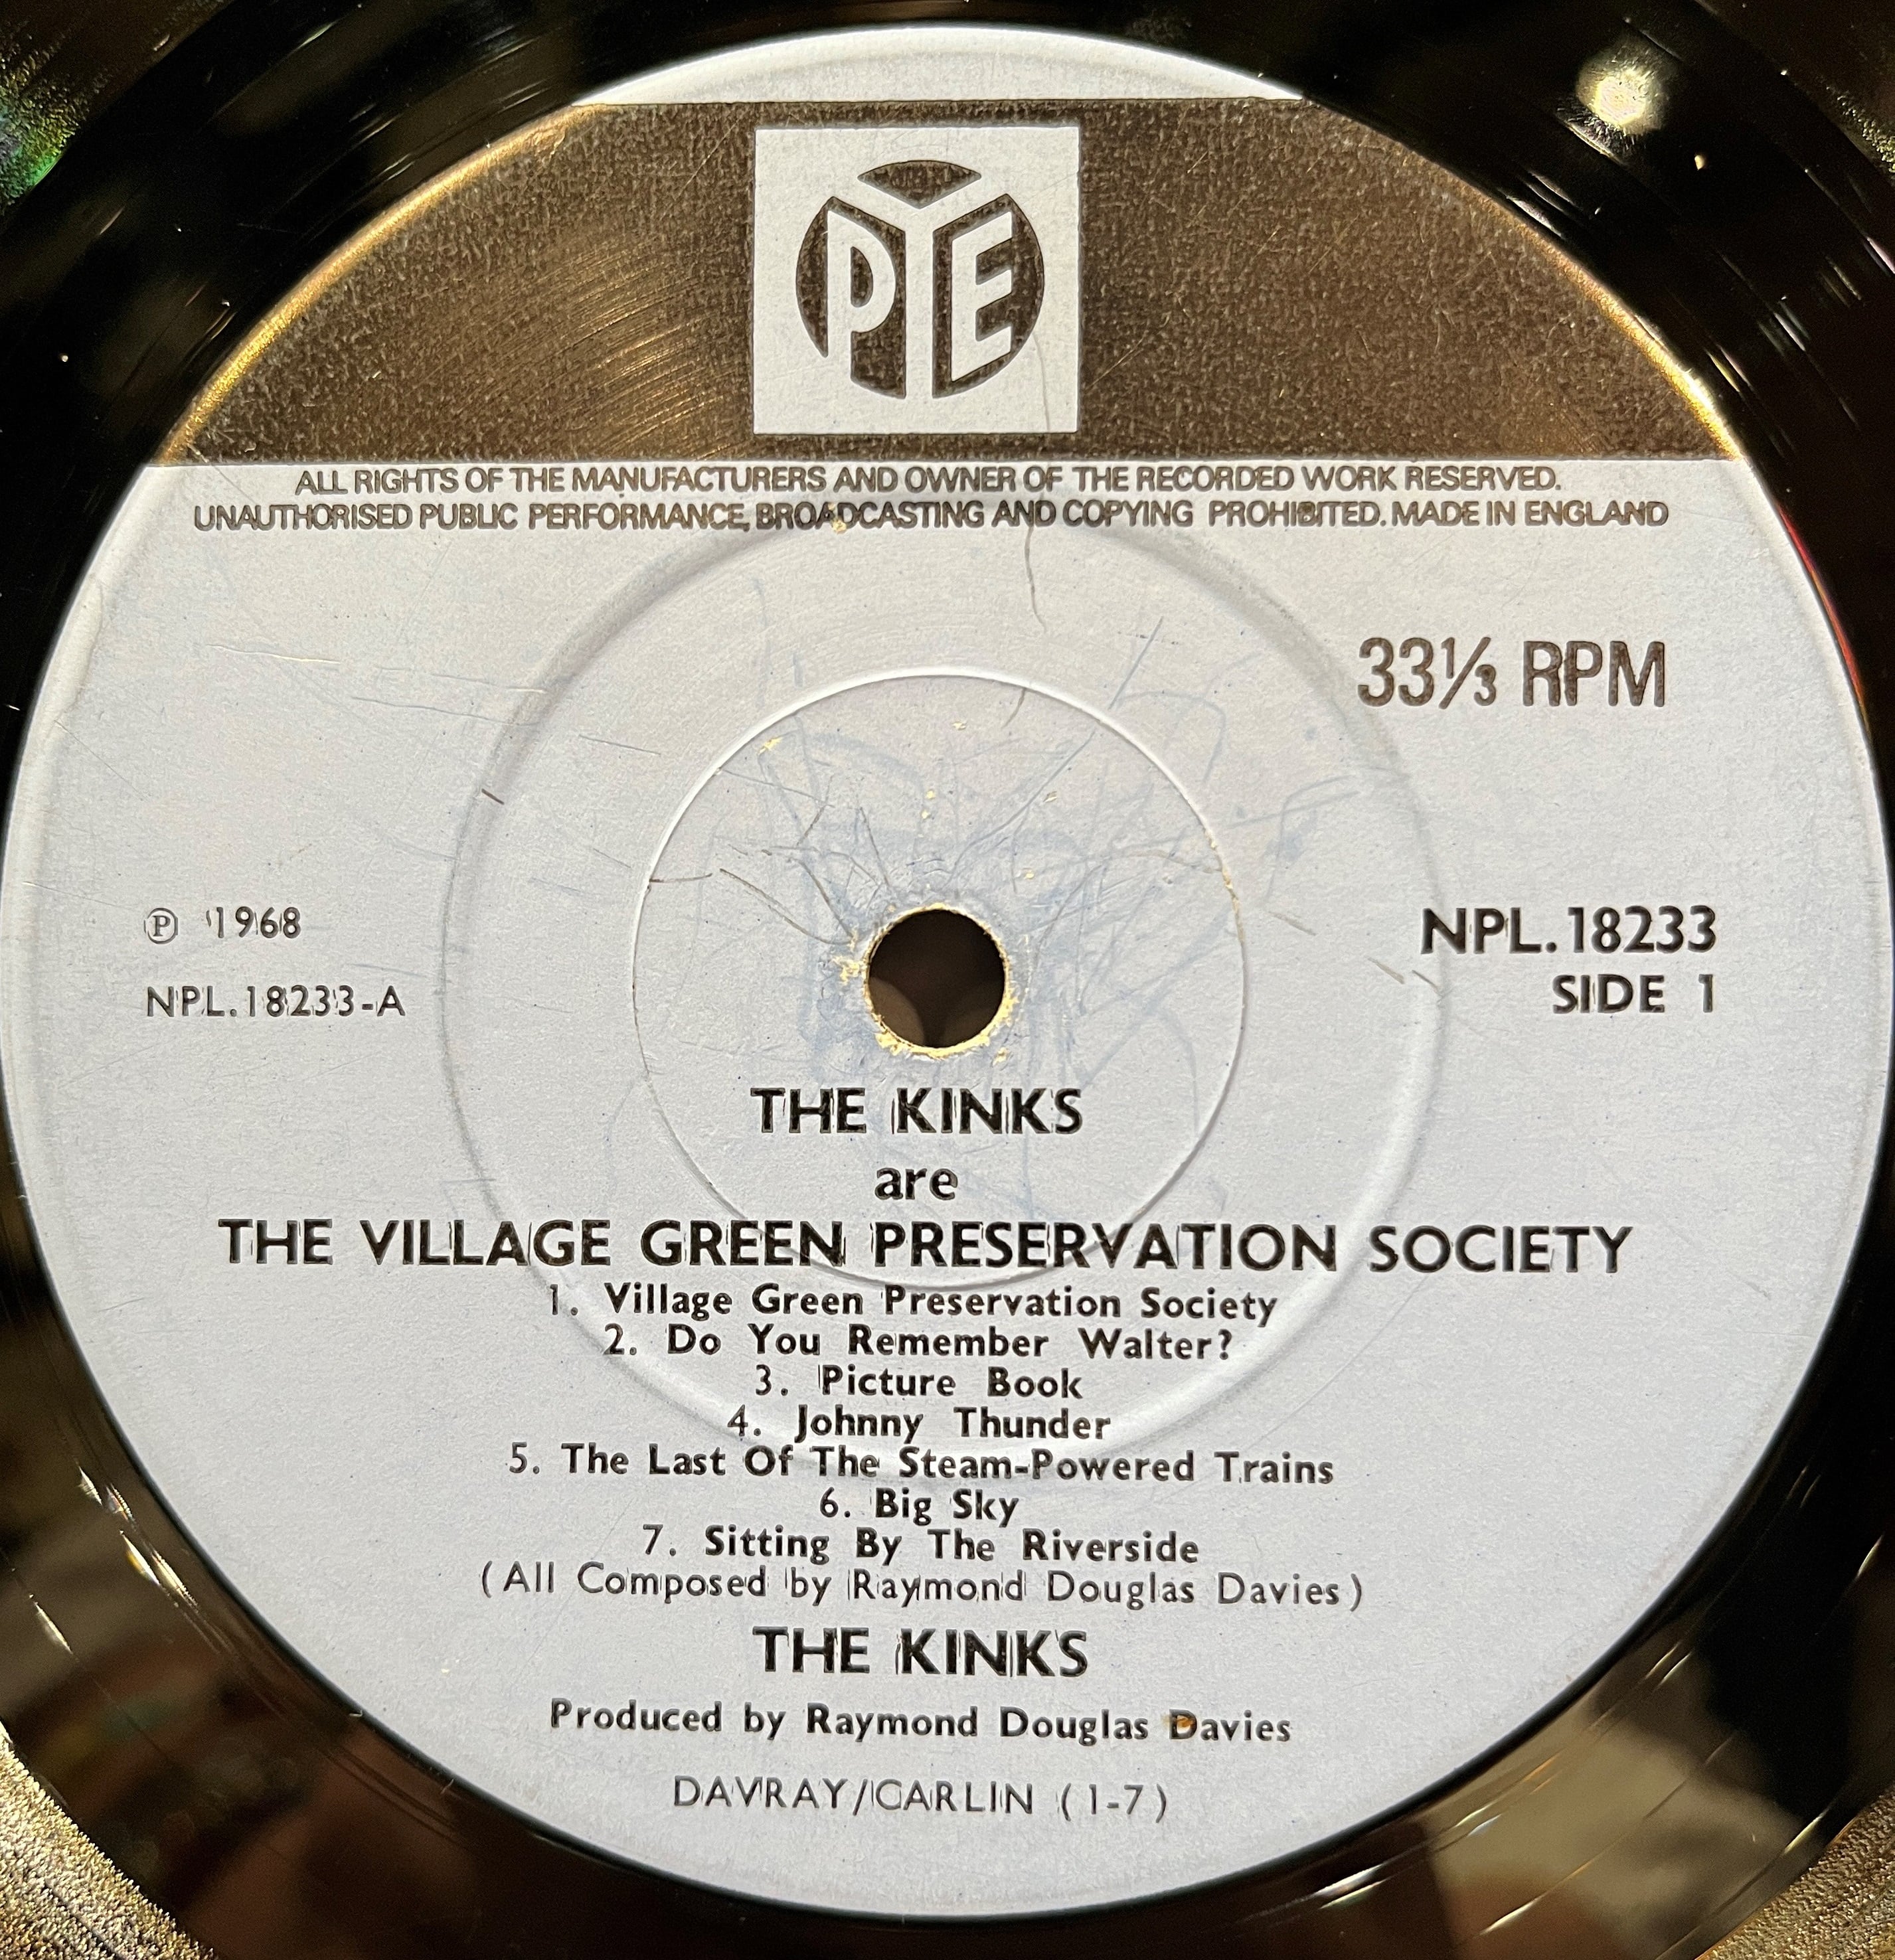 PYE
ALL RIGHTS OF THE MANUFACTURERS AND OWNER OF THE RECORDED WORK RESERVED.
UNAUTHORISED PUBLIC PERFORMANCE, BROADCASTING AND COPYING PROHIBITED. MADE IN ENGLAND
33⅓ RPM
℗ 1968
NPL.18233
NPL.18233-A
SIDE 1
THE KINKS
are
THE VILLAGE GREEN PRESERVATION SOCIETY
1. Village Green Preservation Society
2. Do You Remember Walter?
3. Picture Book
4. Johnny Thunder
5. The Last Of The Steam-Powered Trains
6. Big Sky
7. Sitting By The Riverside
(All Composed by Raymond Douglas Davies)
THE KINKS
Produced by Raymond Douglas Davies
DAVRAY/CARLIN (1-7)